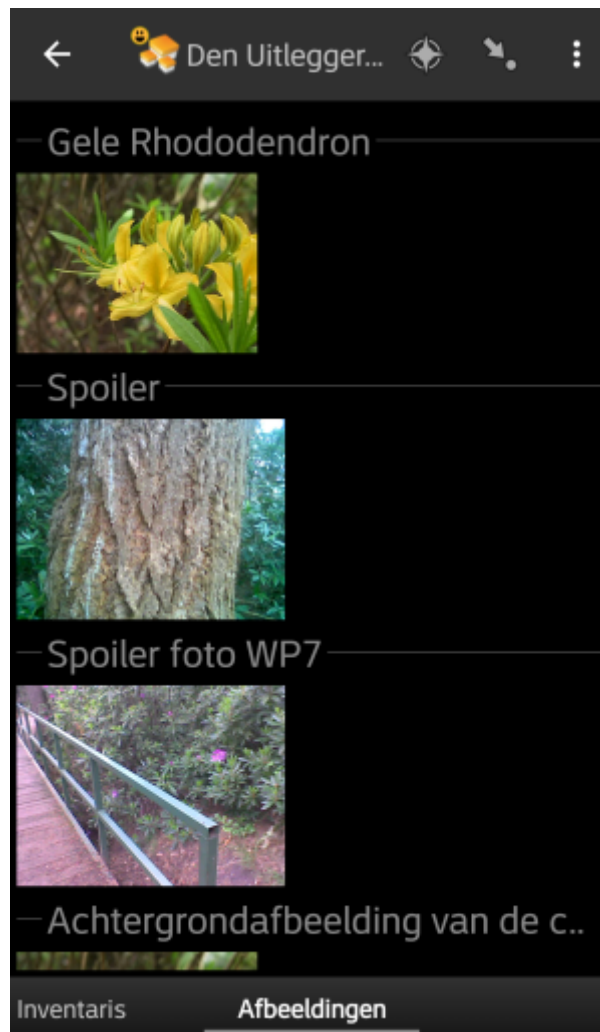 Den Uitlegger...
Gele Rhododendron
Spoiler
Spoiler foto WP7
Achtergrondafbeelding van de c..
Inventaris
Afbeeldingen